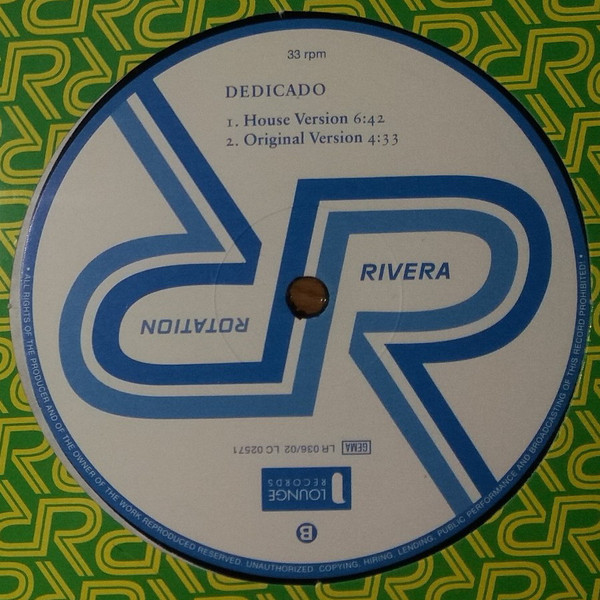 33 rpm
DEDICADO
1. House Version 6:42
2. Original Version 4:33
RIVERA
ROTATION
GEMA LR 036/02 LC 02571
LOUNGE
RECORDS
B
• ALL RIGHTS OF THE PRODUCER AND OF THE OWNER OF THE WORK REPRODUCED RESERVED. UNAUTHORIZED COPYING, HIRING, LENDING, PUBLIC PERFORMANCE AND BROADCASTING OF THIS RECORD PROHIBITED! •